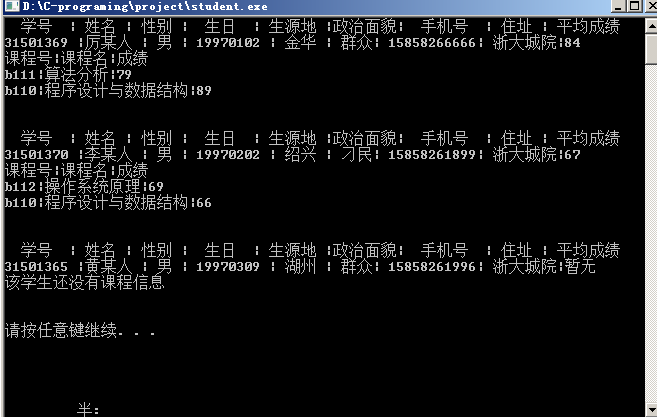 D:\C-programing\project\student.exe
学号 ¦ 姓名 ¦ 性别 ¦ 生日 ¦ 生源地 ¦政治面貌¦ 手机号 ¦ 住址 ¦ 平均成绩
31501369 ¦厉某人 ¦ 男 ¦ 19970102 ¦ 金华 ¦ 群众¦ 15858266666¦ 浙大城院¦84
课程号¦课程名¦成绩
b111¦算法分析¦79
b110¦程序设计与数据结构¦89
学号 ¦ 姓名 ¦ 性别 ¦ 生日 ¦ 生源地 ¦政治面貌¦ 手机号 ¦ 住址 ¦ 平均成绩
31501370 ¦李某人 ¦ 男 ¦ 19970202 ¦ 绍兴 ¦ 刁民¦ 15858261899¦ 浙大城院¦67
课程号¦课程名¦成绩
b112¦操作系统原理¦69
b110¦程序设计与数据结构¦66
学号 ¦ 姓名 ¦ 性别 ¦ 生日 ¦ 生源地 ¦政治面貌¦ 手机号 ¦ 住址 ¦ 平均成绩
31501365 ¦黄某人 ¦ 男 ¦ 19970309 ¦ 湖州 ¦ 群众¦ 15858261996¦ 浙大城院¦暂无
该学生还没有课程信息
请按任意键继续. . .
半: